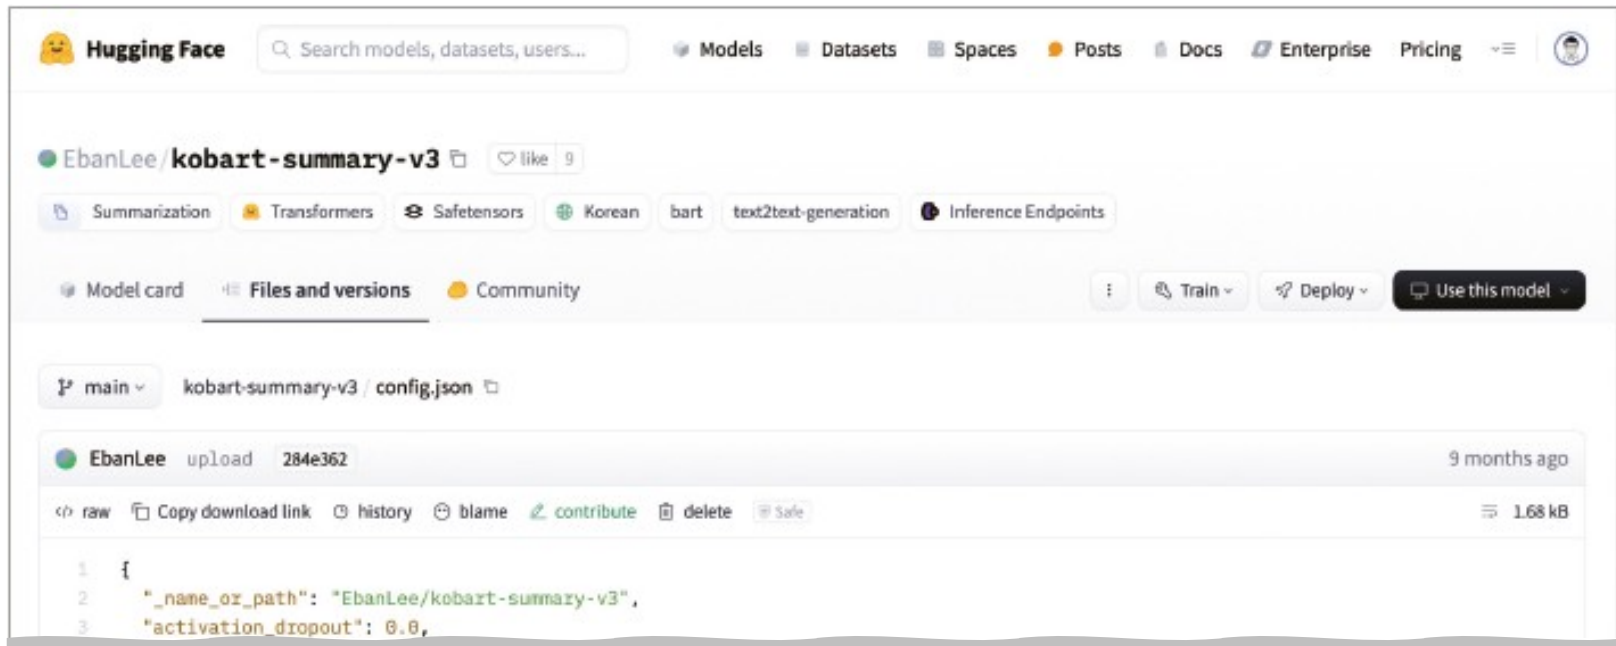 Hugging Face Search models, datasets, users... Models Datasets Spaces Posts Docs Enterprise Pricing
EbanLee/kobart-summary-v3 like 9
Summarization Transformers Safetensors Korean bart text2text-generation Inference Endpoints
Model card Files and versions Community Train Deploy Use this model
main kobart-summary-v3 / config.json
EbanLee upload 284e362 9 months ago
</> raw Copy download link history blame contribute delete Safe 1.68 kB
1 {
2 "_name_or_path": "EbanLee/kobart-summary-v3",
3 "activation_dropout": 0.0,